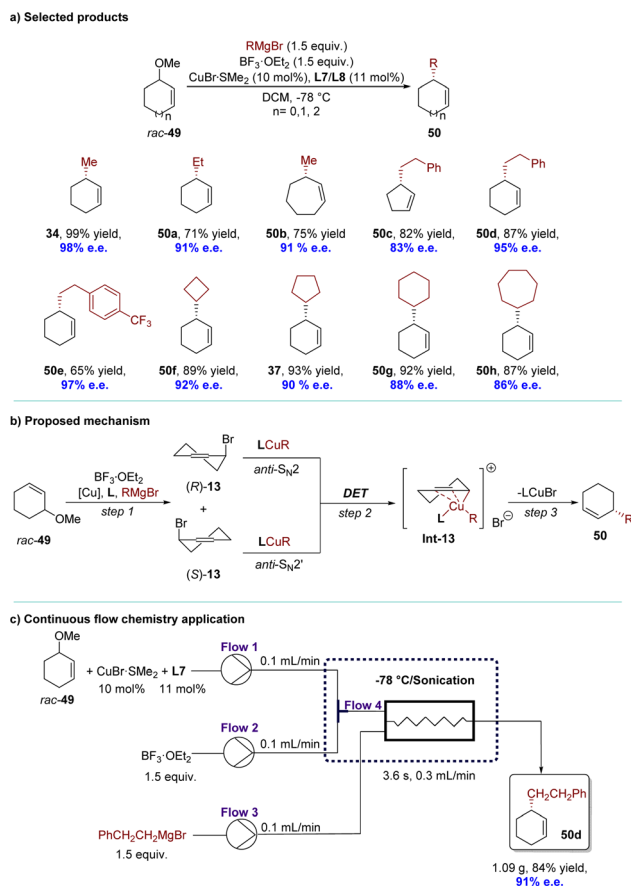 a) Selected products
RMgBr (1.5 equiv.)
BF₃·OEt₂ (1.5 equiv.)
CuBr·SMe₂ (10 mol%), L7/L8 (11 mol%)
DCM, -78 °C
n= 0,1, 2
OMe
( )n
rac-49
R
( )n
50
Me
Et
Me
Ph
Ph
34, 99% yield,
98% e.e.
50a, 71% yield,
91% e.e.
50b, 75% yield
91 % e.e.
50c, 82% yield,
83% e.e.
50d, 87% yield,
95% e.e.
CF₃
50e, 65% yield,
97% e.e.
50f, 89% yield,
92% e.e.
37, 93% yield,
90 % e.e.
50g, 92% yield,
88% e.e.
50h, 87% yield,
86% e.e.
b) Proposed mechanism
OMe
rac-49
BF₃·OEt₂
[Cu], L, RMgBr
step 1
Br
(R)-13
+
Br
(S)-13
LCuR
anti-SN2
LCuR
anti-SN2'
DET
step 2
Cu
L
R
⊕
Br⊖
Int-13
-LCuBr
step 3
R
50
c) Continuous flow chemistry application
OMe
rac-49
+ CuBr·SMe₂ + L7
10 mol% 11 mol%
Flow 1
0.1 mL/min
BF₃·OEt₂
1.5 equiv.
Flow 2
0.1 mL/min
PhCH₂CH₂MgBr
1.5 equiv.
Flow 3
0.1 mL/min
-78 °C/Sonication
Flow 4
3.6 s, 0.3 mL/min
CH₂CH₂Ph
50d
1.09 g, 84% yield,
91% e.e.